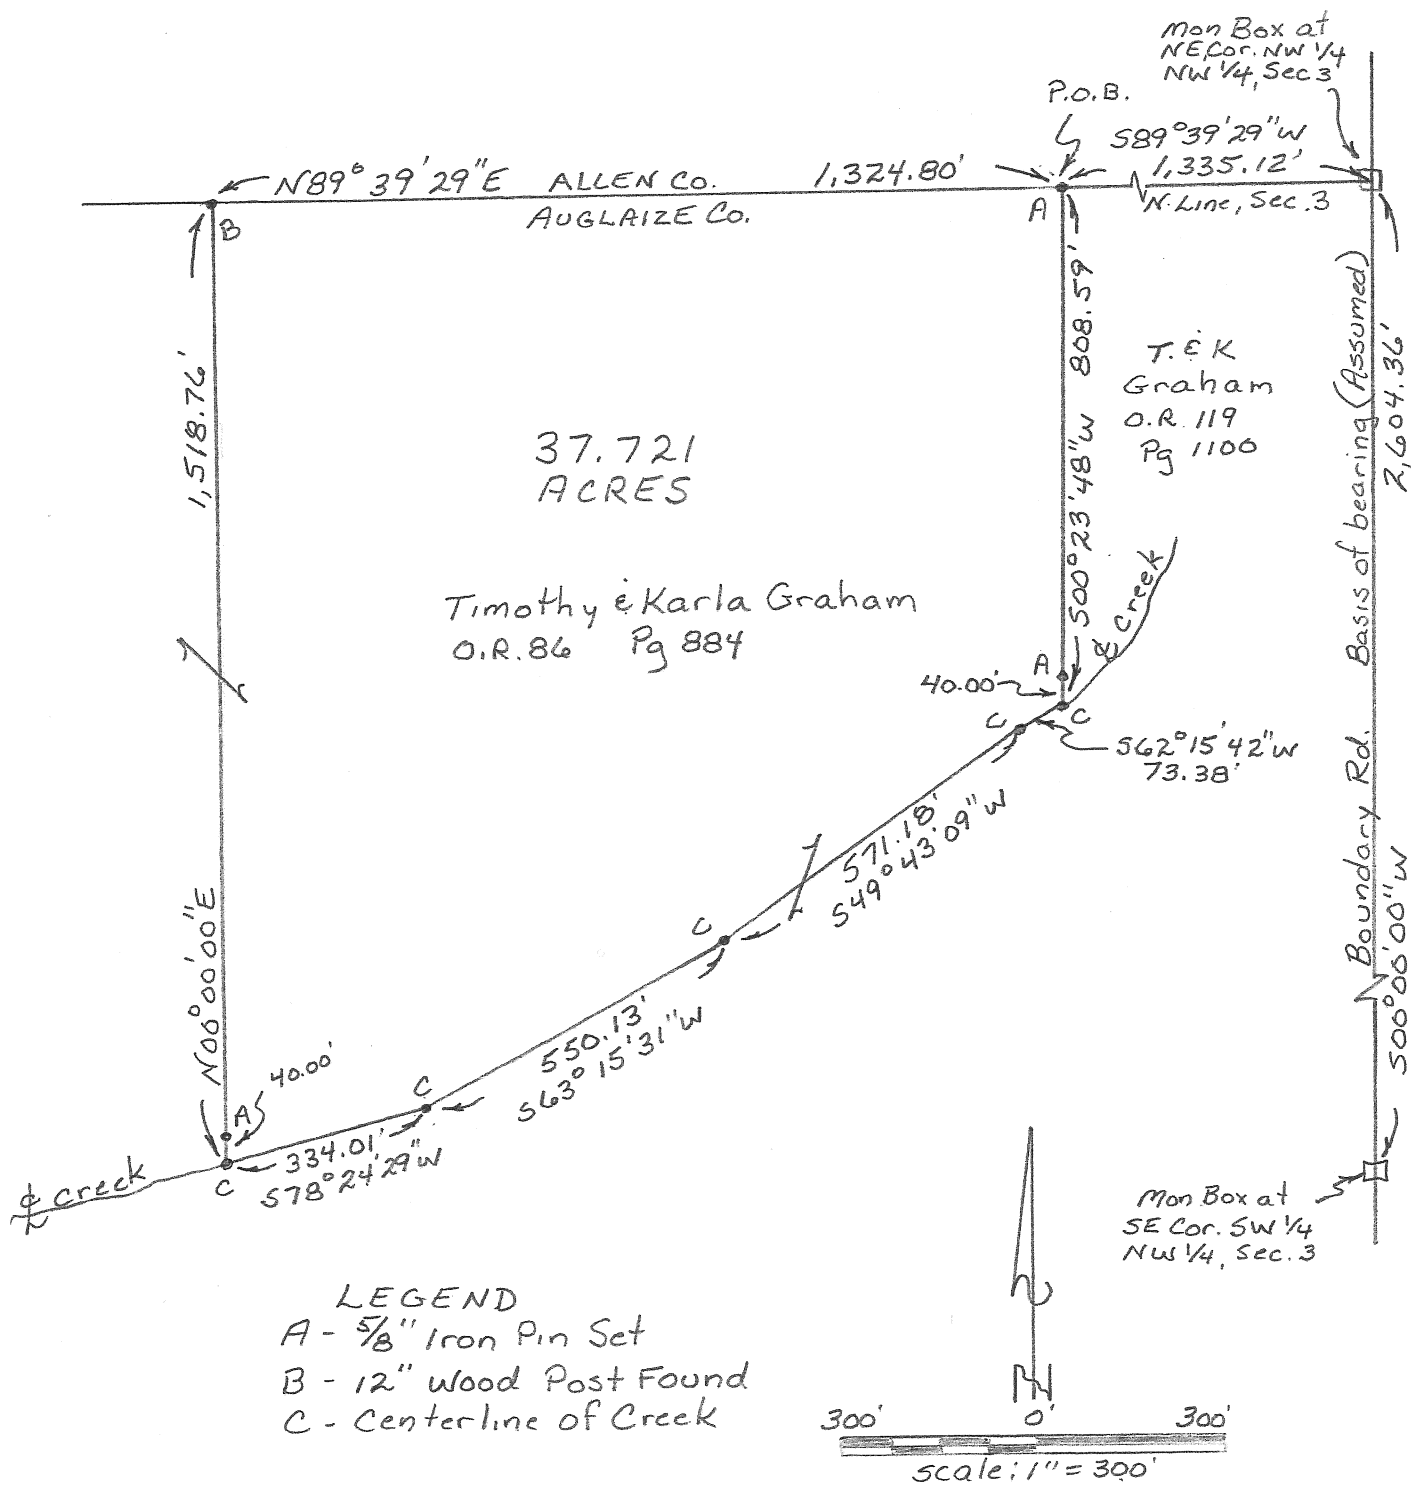 Mon Box at
NE Cor. NW 1/4
NW 1/4, Sec 3
P.O.B.
S89°39'29"W
1,335.12'
N89°39'29"E ALLEN Co. 1,324.80'
AUGLAIZE Co.
N. Line, Sec. 3
B
A
1,518.76'
N00°00'00"E
808.59'
S00°23'48"W
T. & K
Graham
O.R. 119
Pg 1100
37.721
ACRES
Timothy & Karla Graham
O.R. 86 Pg 884
Basis of bearing (Assumed)
Boundary Rd.
2,604.36'
S00°00'00"W
℄ Creek
A
40.00'
C
C
S62°15'42"W
73.38'
571.18'
S49°43'09"W
C
550.13'
S63°15'31"W
C
40.00'
A
334.01'
S78°24'29"W
C
℄ Creek
Mon Box at
SE Cor. SW 1/4
NW 1/4, Sec. 3
N
LEGEND
A - 5/8" Iron Pin Set
B - 12" Wood Post Found
C - Centerline of Creek
300' 0' 300'
Scale: 1" = 300'